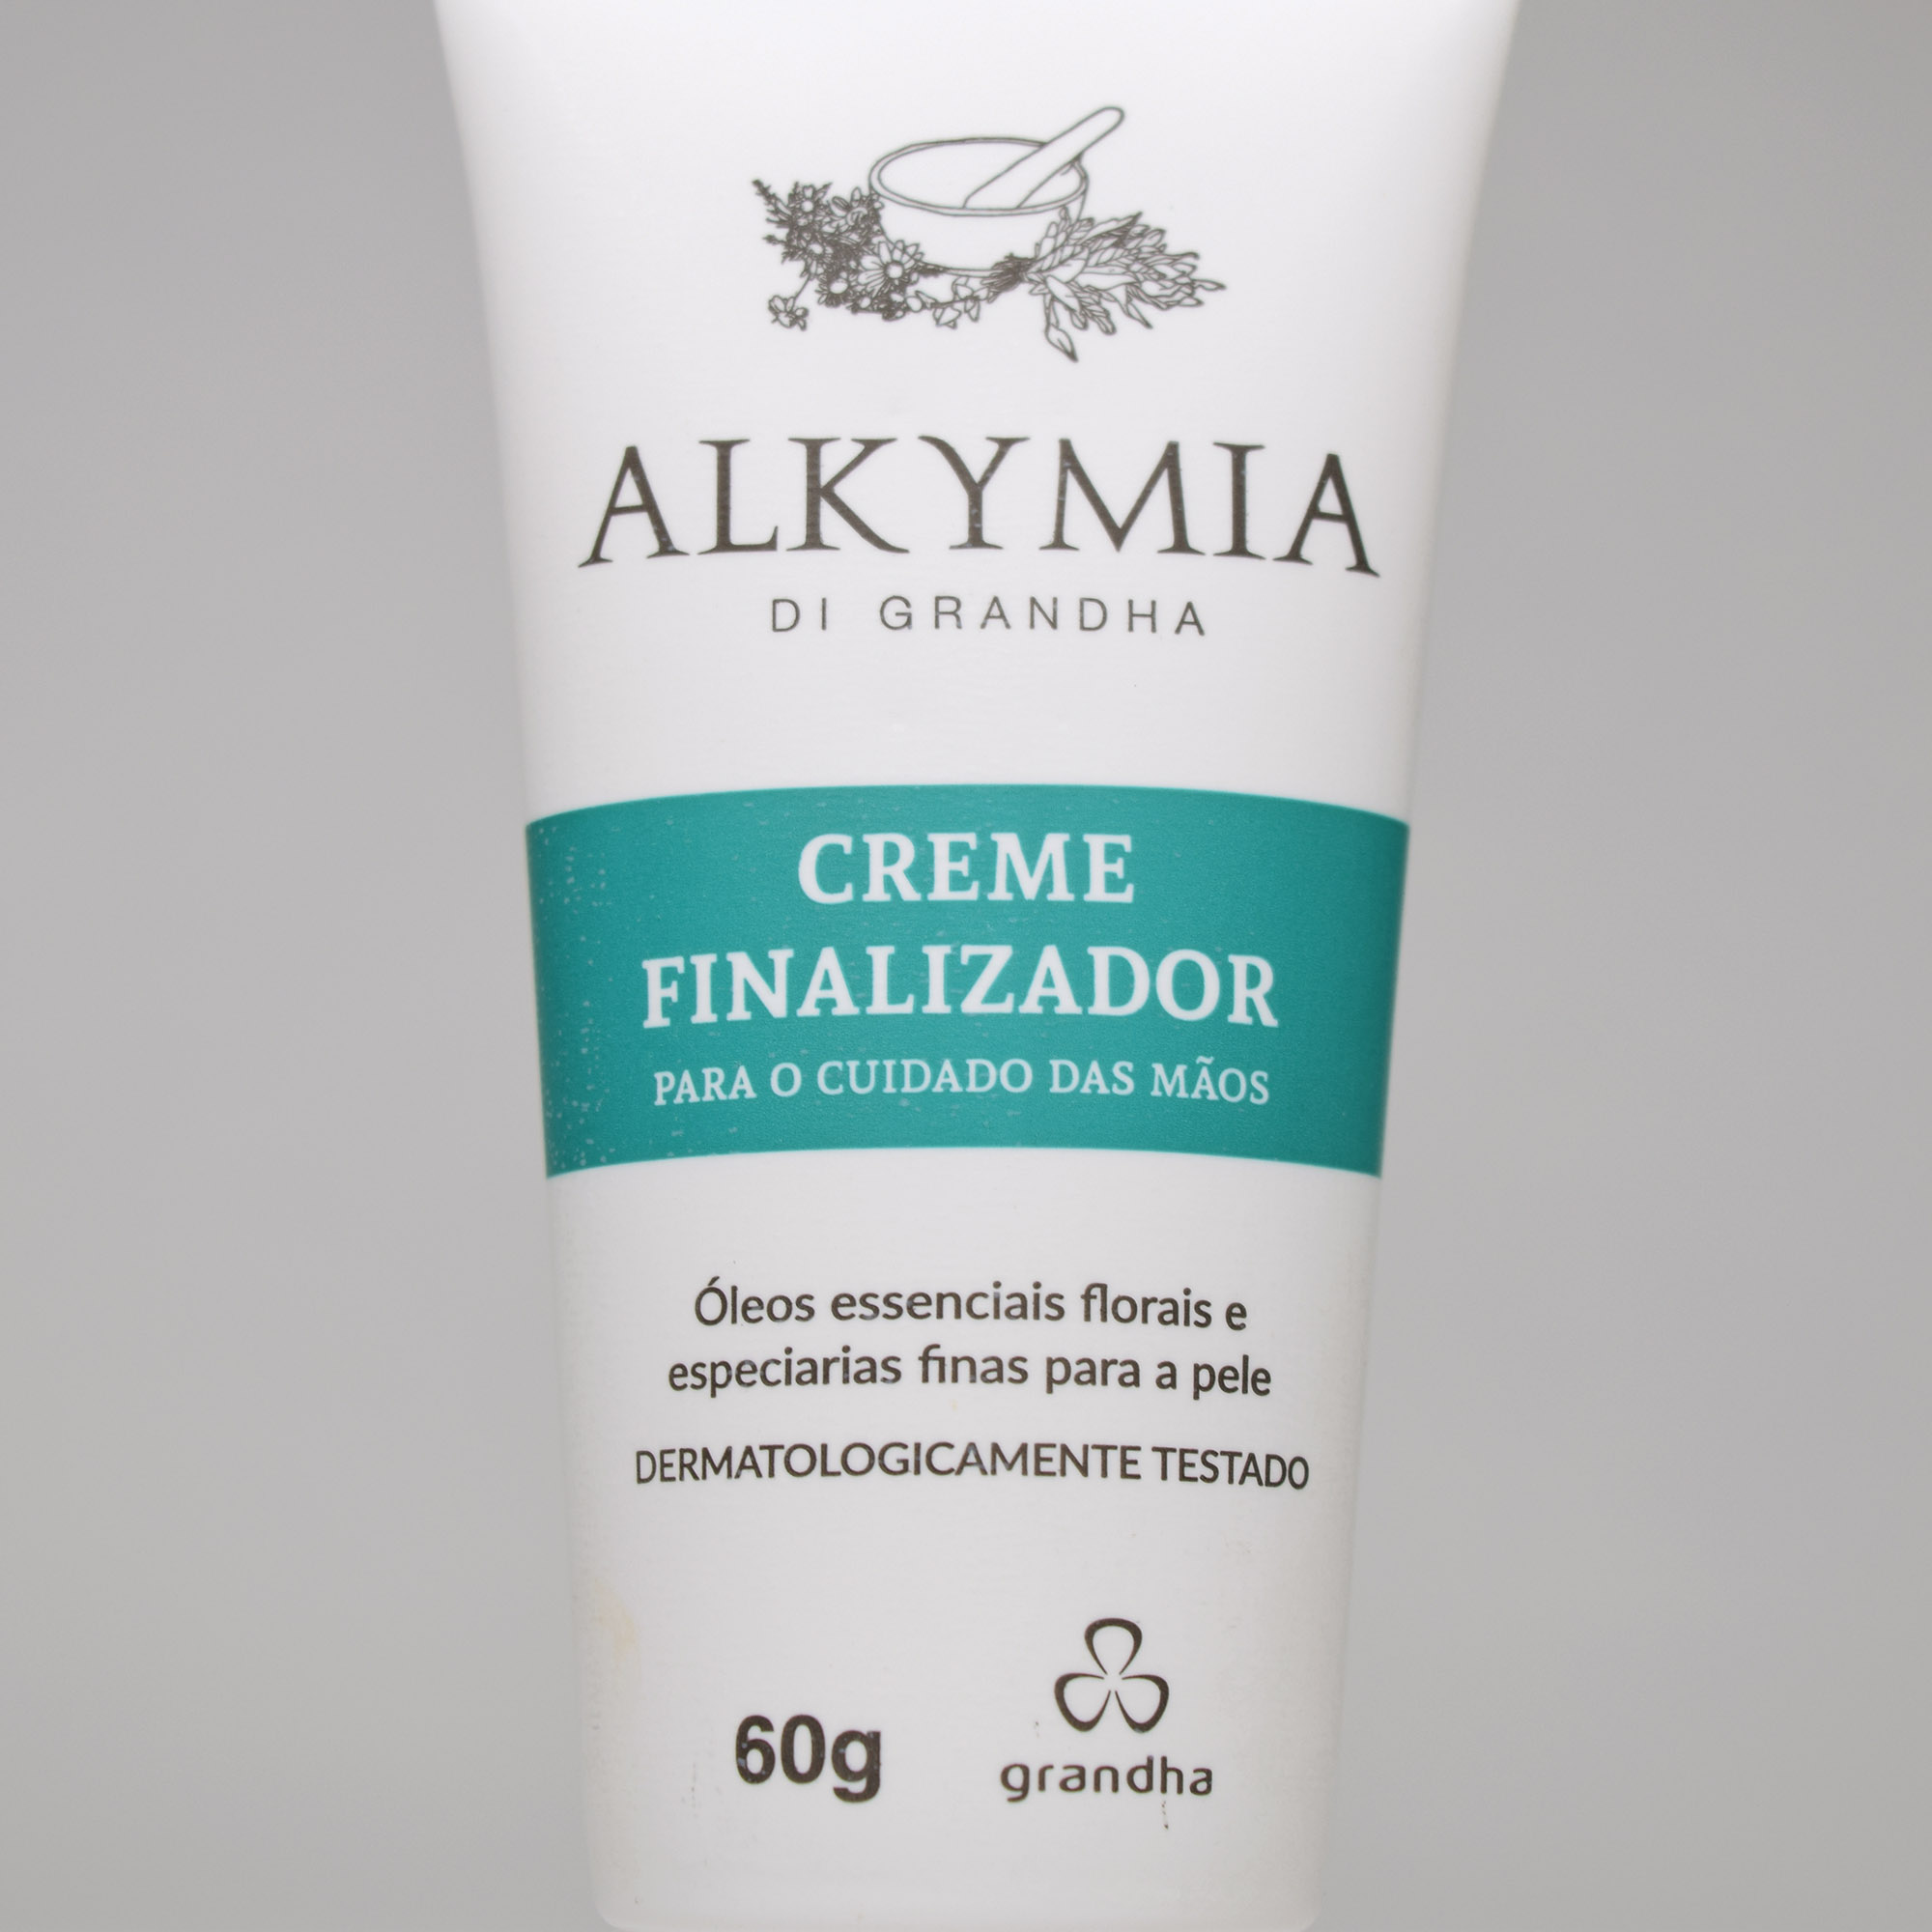 ALKYMIA
DI GRANDHA
CREME
FINALIZADOR
PARA O CUIDADO DAS MÃOS
Óleos essenciais florais e
especiarias finas para a pele
DERMATOLOGICAMENTE TESTADO
60g
grandha